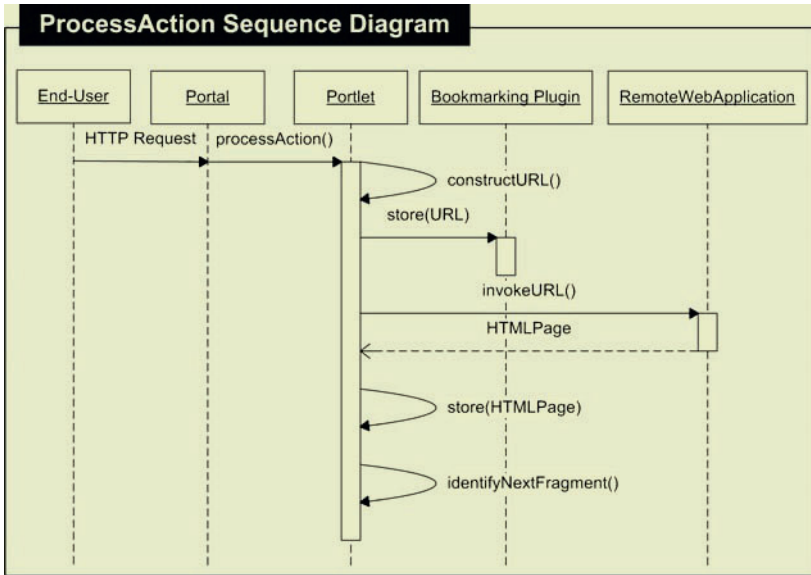 ProcessAction Sequence Diagram
End-User
Portal
Portlet
Bookmarking Plugin
RemoteWebApplication
HTTP Request
processAction()
constructURL()
store(URL)
invokeURL()
HTMLPage
store(HTMLPage)
identifyNextFragment()